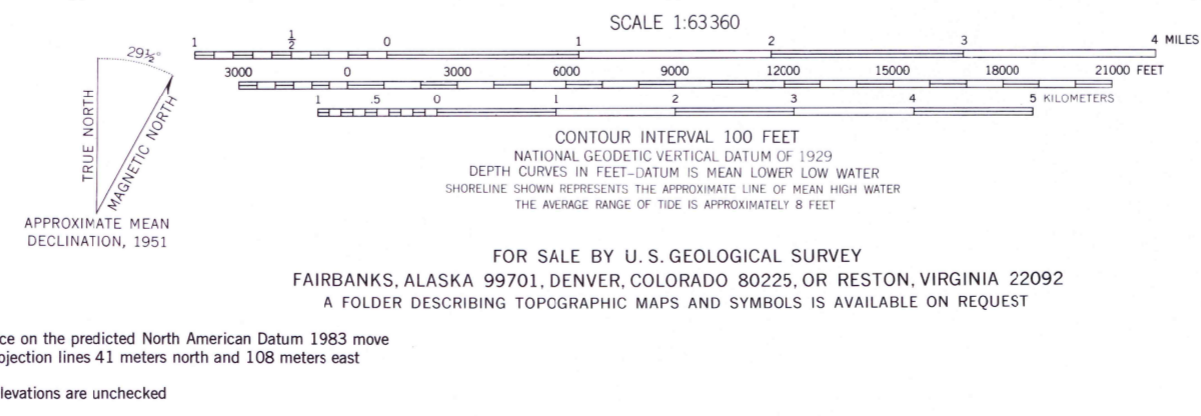 SCALE 1:63360
1 ½ 0 1 2 3 4 MILES
3000 0 3000 6000 9000 12000 15000 18000 21000 FEET
1 .5 0 1 2 3 4 5 KILOMETERS
29½°
TRUE NORTH
MAGNETIC NORTH
APPROXIMATE MEAN
DECLINATION, 1951
CONTOUR INTERVAL 100 FEET
NATIONAL GEODETIC VERTICAL DATUM OF 1929
DEPTH CURVES IN FEET–DATUM IS MEAN LOWER LOW WATER
SHORELINE SHOWN REPRESENTS THE APPROXIMATE LINE OF MEAN HIGH WATER
THE AVERAGE RANGE OF TIDE IS APPROXIMATELY 8 FEET
FOR SALE BY U. S. GEOLOGICAL SURVEY
FAIRBANKS, ALASKA 99701, DENVER, COLORADO 80225, OR RESTON, VIRGINIA 22092
A FOLDER DESCRIBING TOPOGRAPHIC MAPS AND SYMBOLS IS AVAILABLE ON REQUEST
ce on the predicted North American Datum 1983 move
ojection lines 41 meters north and 108 meters east
levations are unchecked